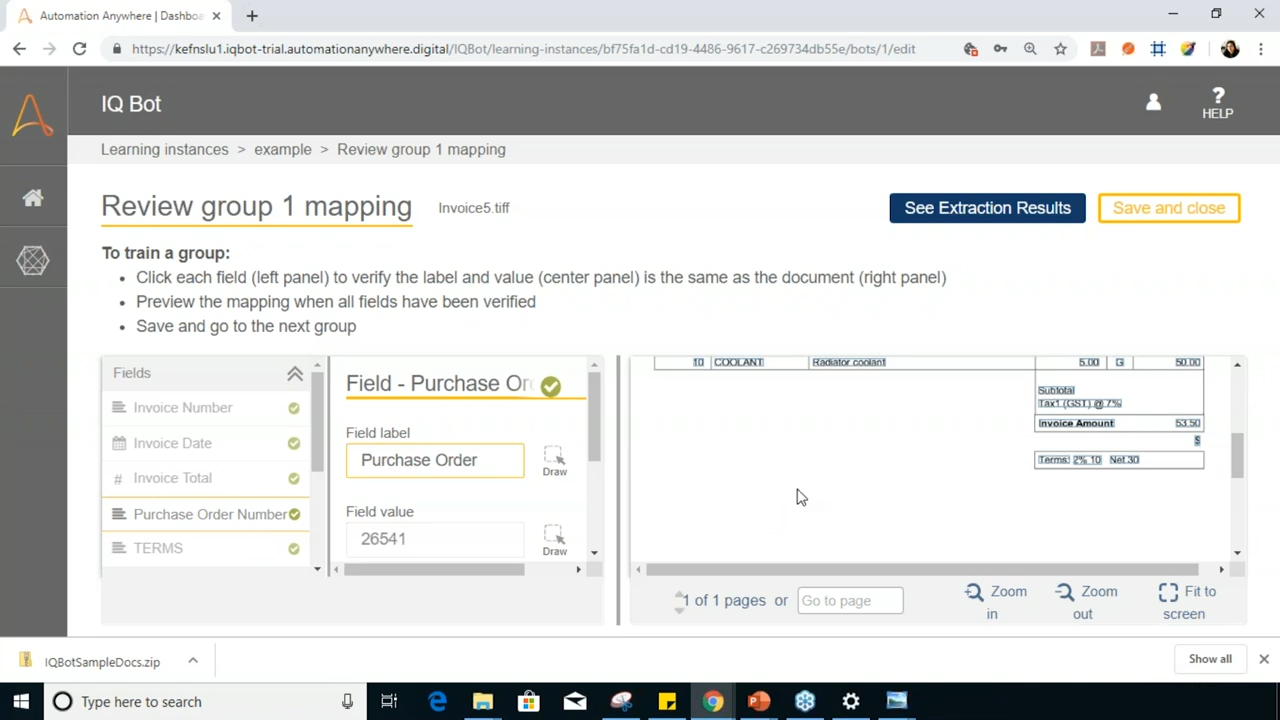 Automation Anywhere | Dashboa
https://kefnslu1.iqbot-trial.automationanywhere.digital/IQBot/learning-instances/bf75fa1d-cd19-4486-9617-c269734db55e/bots/1/edit
IQ Bot
?
HELP
Learning instances > example > Review group 1 mapping
Review group 1 mapping
Invoice5.tiff
See Extraction Results
Save and close
To train a group:
• Click each field (left panel) to verify the label and value (center panel) is the same as the document (right panel)
• Preview the mapping when all fields have been verified
• Save and go to the next group
Fields
Invoice Number
Invoice Date
# Invoice Total
Purchase Order Number
TERMS
Field - Purchase Or
Field label
Purchase Order
Draw
Field value
26541
Draw
10 COOLANT Radiator coolant 5.00 G 50.00
Subtotal
Tax1 (GST) @ 7%
Invoice Amount 53.50
$
Terms: 2% 10 Net 30
1 of 1 pages or Go to page
Zoom in
Zoom out
Fit to screen
IQBotSampleDocs.zip
Show all
Type here to search